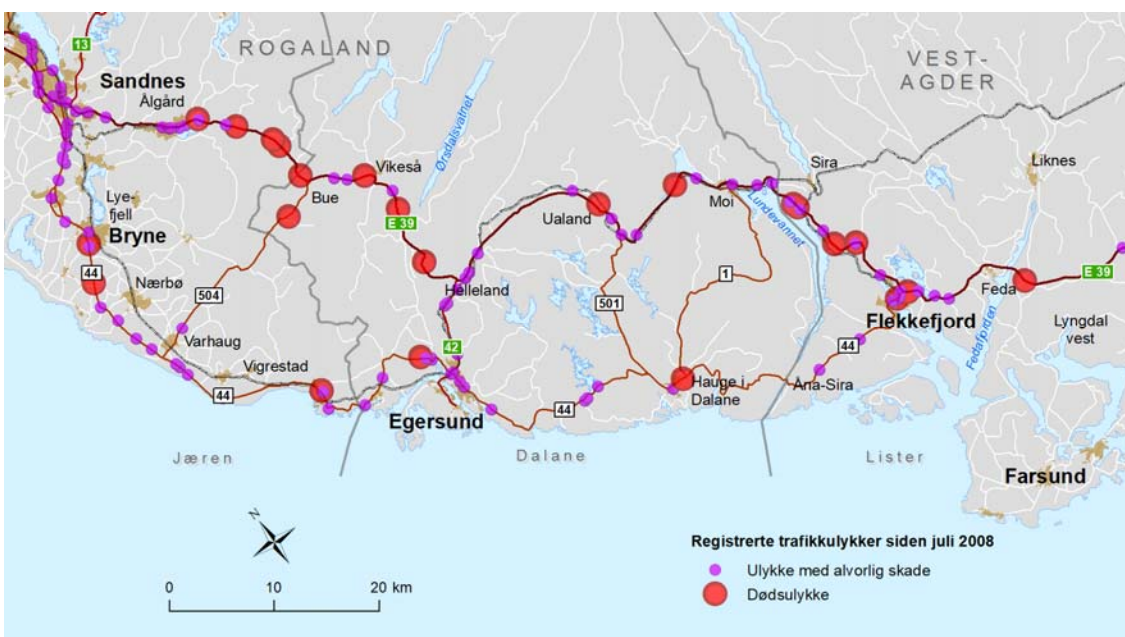 13
ROGALAND
VEST-
AGDER
Sandnes
Ålgård
Ørsdalsvatnet
Vikeså
Sira
Liknes
Bue
Lye-
fjell
Bryne
Ualand
Moi
Lundevannet
E 39
44
Nærbø
504
Helleland
501
1
Feda
E 39
Flekkefjord
Fedafjorden
Lyngdal
vest
Varhaug
42
Vigrestad
44
44
Hauge i
Dalane
Åna-Sira
44
Egersund
Jæren
Dalane
Lister
Farsund
N
Registrerte trafikkulykker siden juli 2008
Ulykke med alvorlig skade
Dødsulykke
0 10 20 km